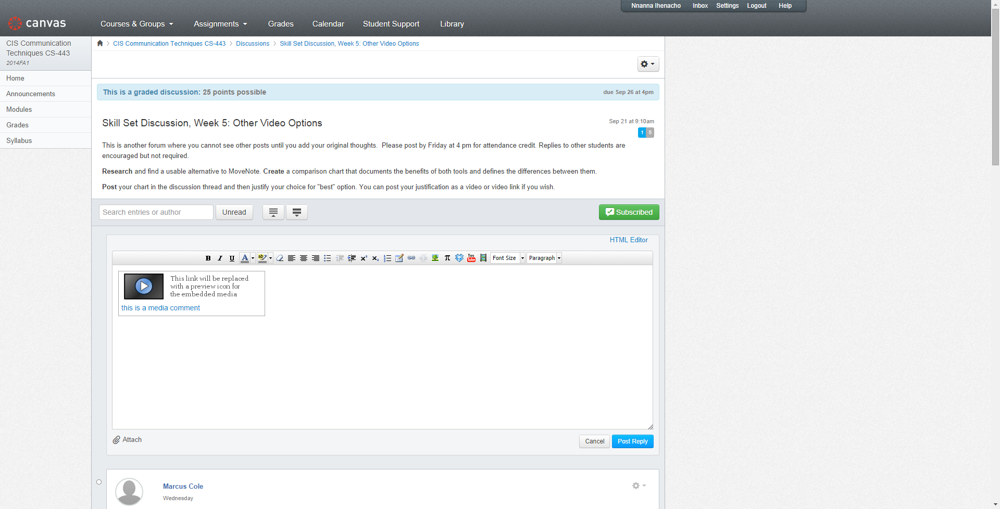 Nnanna Ihenacho Inbox Settings Logout Help
canvas Courses & Groups Assignments Grades Calendar Student Support Library
CIS Communication
Techniques CS-443
2014FA1
Home
Announcements
Modules
Grades
Syllabus
CIS Communication Techniques CS-443 Discussions Skill Set Discussion, Week 5: Other Video Options
This is a graded discussion: 25 points possible due Sep 26 at 4pm
Skill Set Discussion, Week 5: Other Video Options Sep 21 at 9:10am
1 5
This is another forum where you cannot see other posts until you add your original thoughts.  Please post by Friday at 4 pm for attendance credit. Replies to other students are
encouraged but not required.
Research and find a usable alternative to MoveNote. Create a comparison chart that documents the benefits of both tools and defines the differences between them.
Post your chart in the discussion thread and then justify your choice for "best" option. You can post your justification as a video or video link if you wish.
Search entries or author Unread Subscribed
HTML Editor
B I U A ab x² x₂ π You Tube Font Size Paragraph
This link will be replaced
with a preview icon for
the embedded media
this is a media comment
Attach Cancel Post Reply
Marcus Cole
Wednesday